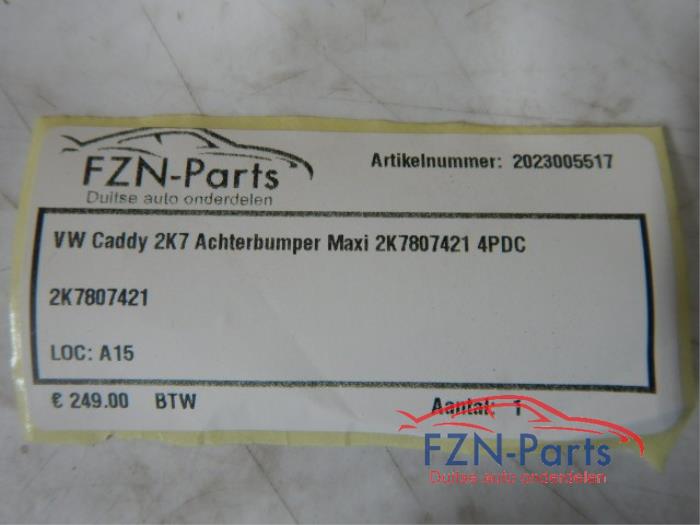 FZN-Parts
Duitse auto onderdelen
Artikelnummer: 2023005517
VW Caddy 2K7 Achterbumper Maxi 2K7807421 4PDC
2K7807421
LOC: A15
€ 249.00 BTW
Aantal: 1
FZN-Parts
Duitse auto onderdelen